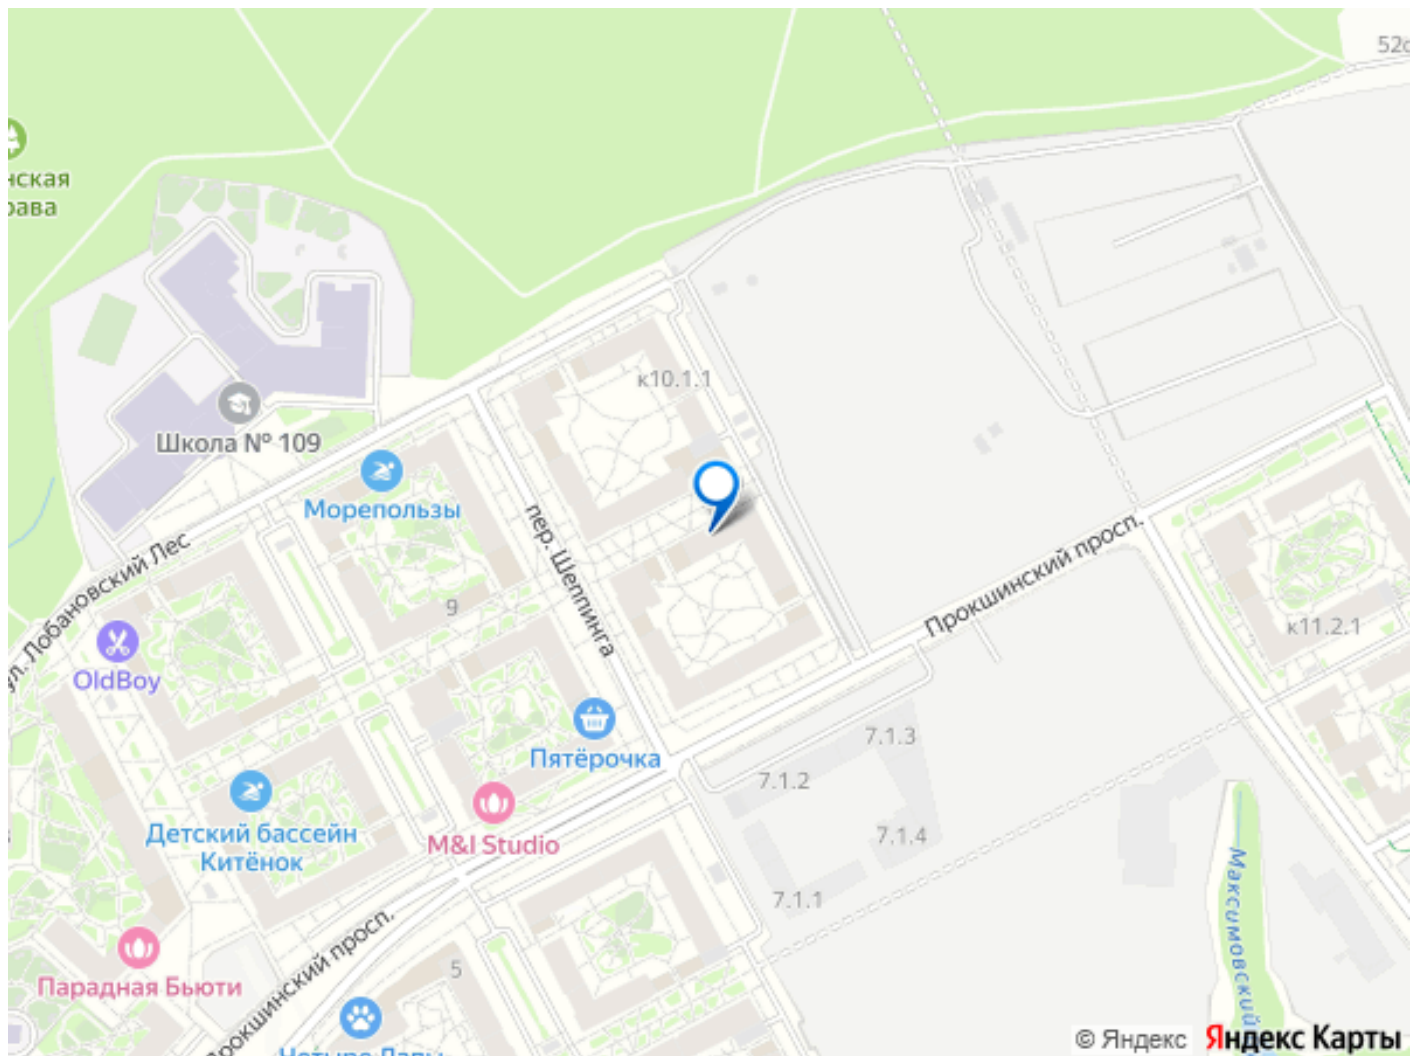 52с
нская
рава
к10.1.1
Школа № 109
Морепользы
пер. Шеппинга
ул. Лобановский Лес
Прокшинский просп.
9
к11.2.1
OldBoy
Пятёрочка
7.1.3
7.1.2
Детский бассейн
Китёнок
M&I Studio
7.1.4
7.1.1
Максимовский
Прокшинский просп.
Парадная Бьюти
5
Четыре Лапы
© Яндекс Яндекс Карты